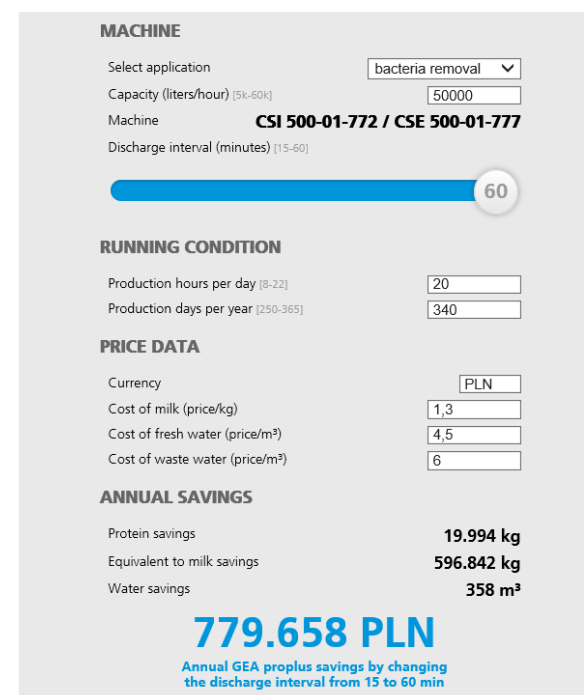 MACHINE
Select application bacteria removal
Capacity (liters/hour) [5k-60k] 50000
Machine CSI 500-01-772 / CSE 500-01-777
Discharge interval (minutes) [15-60]
60
RUNNING CONDITION
Production hours per day [8-22] 20
Production days per year [250-365] 340
PRICE DATA
Currency PLN
Cost of milk (price/kg) 1,3
Cost of fresh water (price/m³) 4,5
Cost of waste water (price/m³) 6
ANNUAL SAVINGS
Protein savings 19.994 kg
Equivalent to milk savings 596.842 kg
Water savings 358 m³
779.658 PLN
Annual GEA proplus savings by changing
the discharge interval from 15 to 60 min